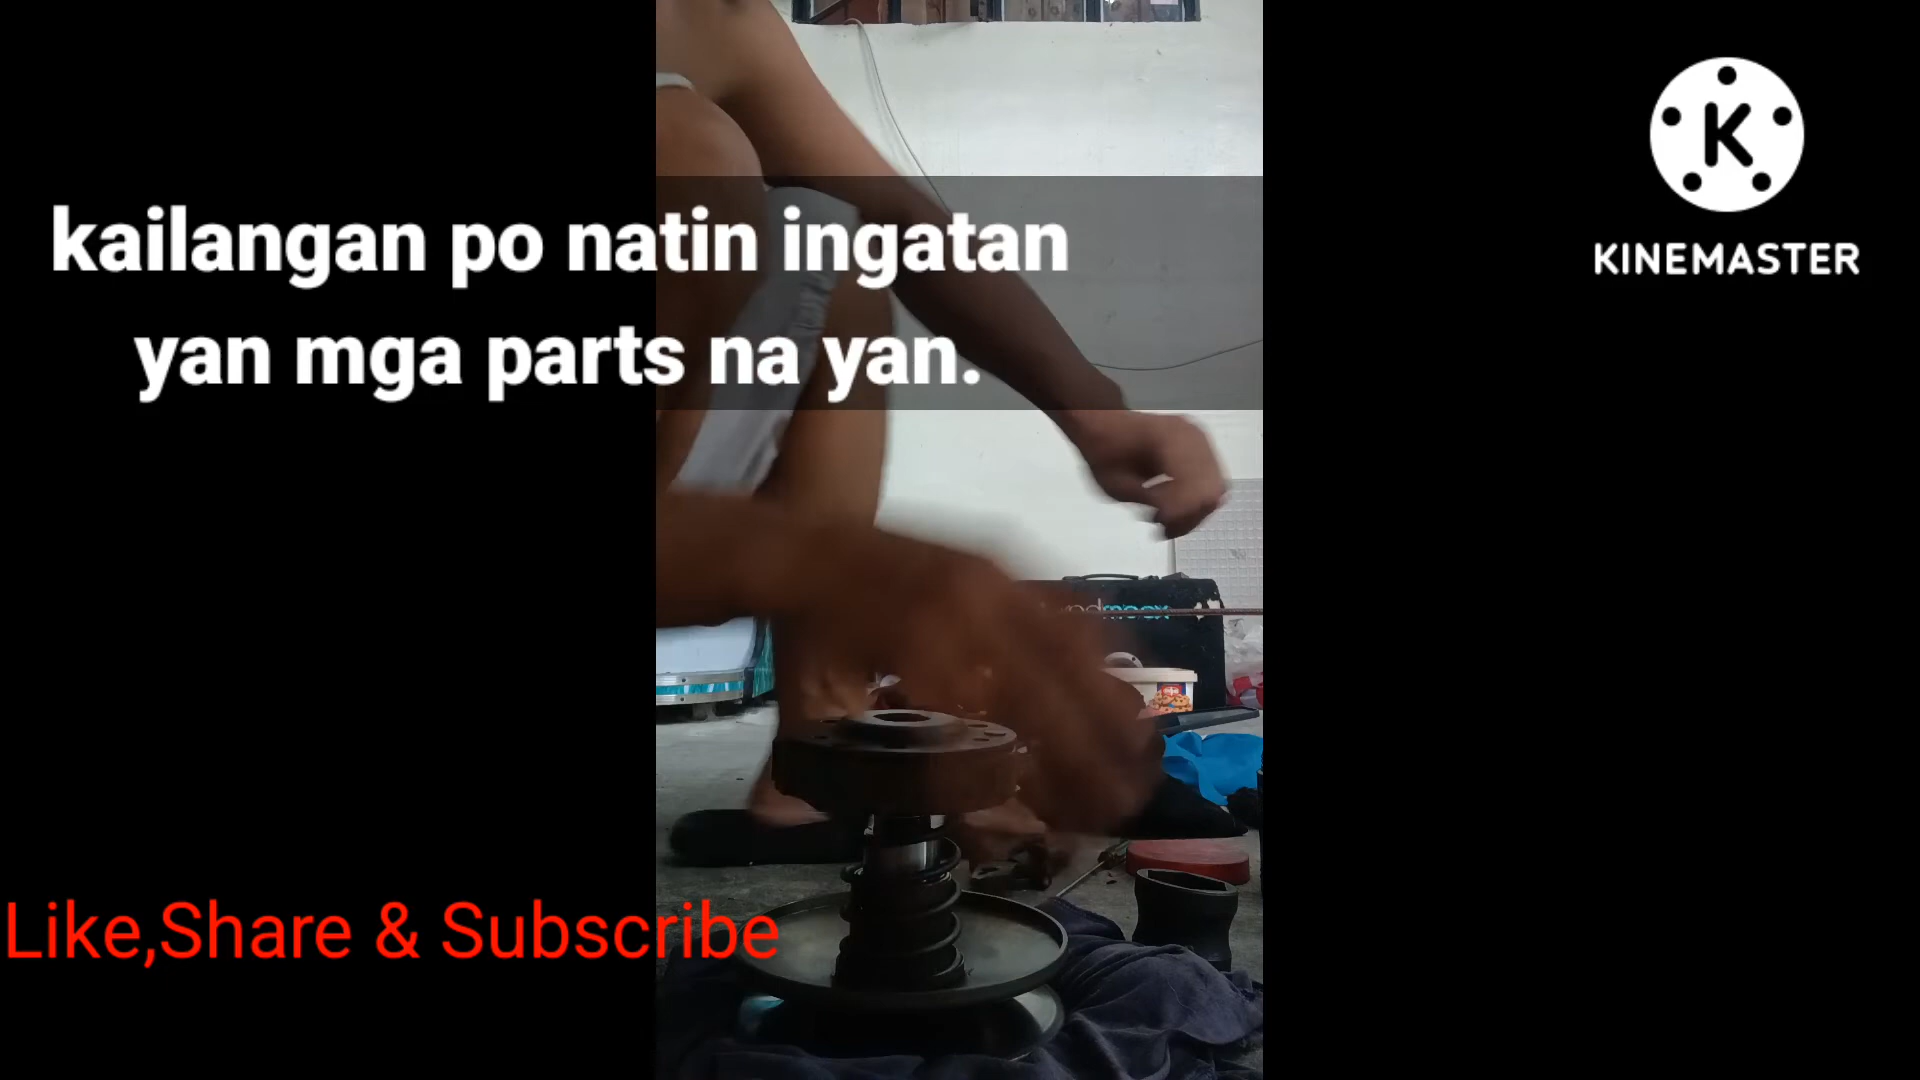 kailangan po natin ingatan
yan mga parts na yan.
K
KINEMASTER
Like,Share & Subscribe